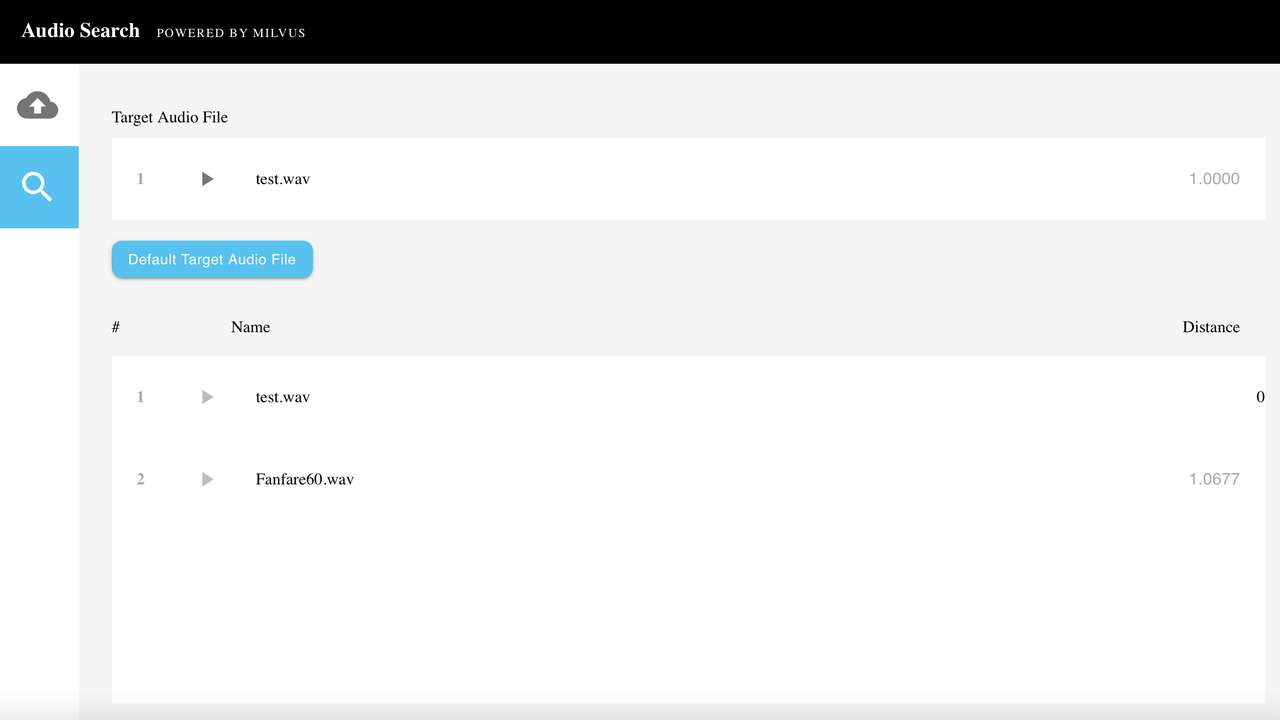 Audio Search POWERED BY MILVUS
Target Audio File
1 test.wav 1.0000
Default Target Audio File
# Name Distance
1 test.wav 0
2 Fanfare60.wav 1.0677